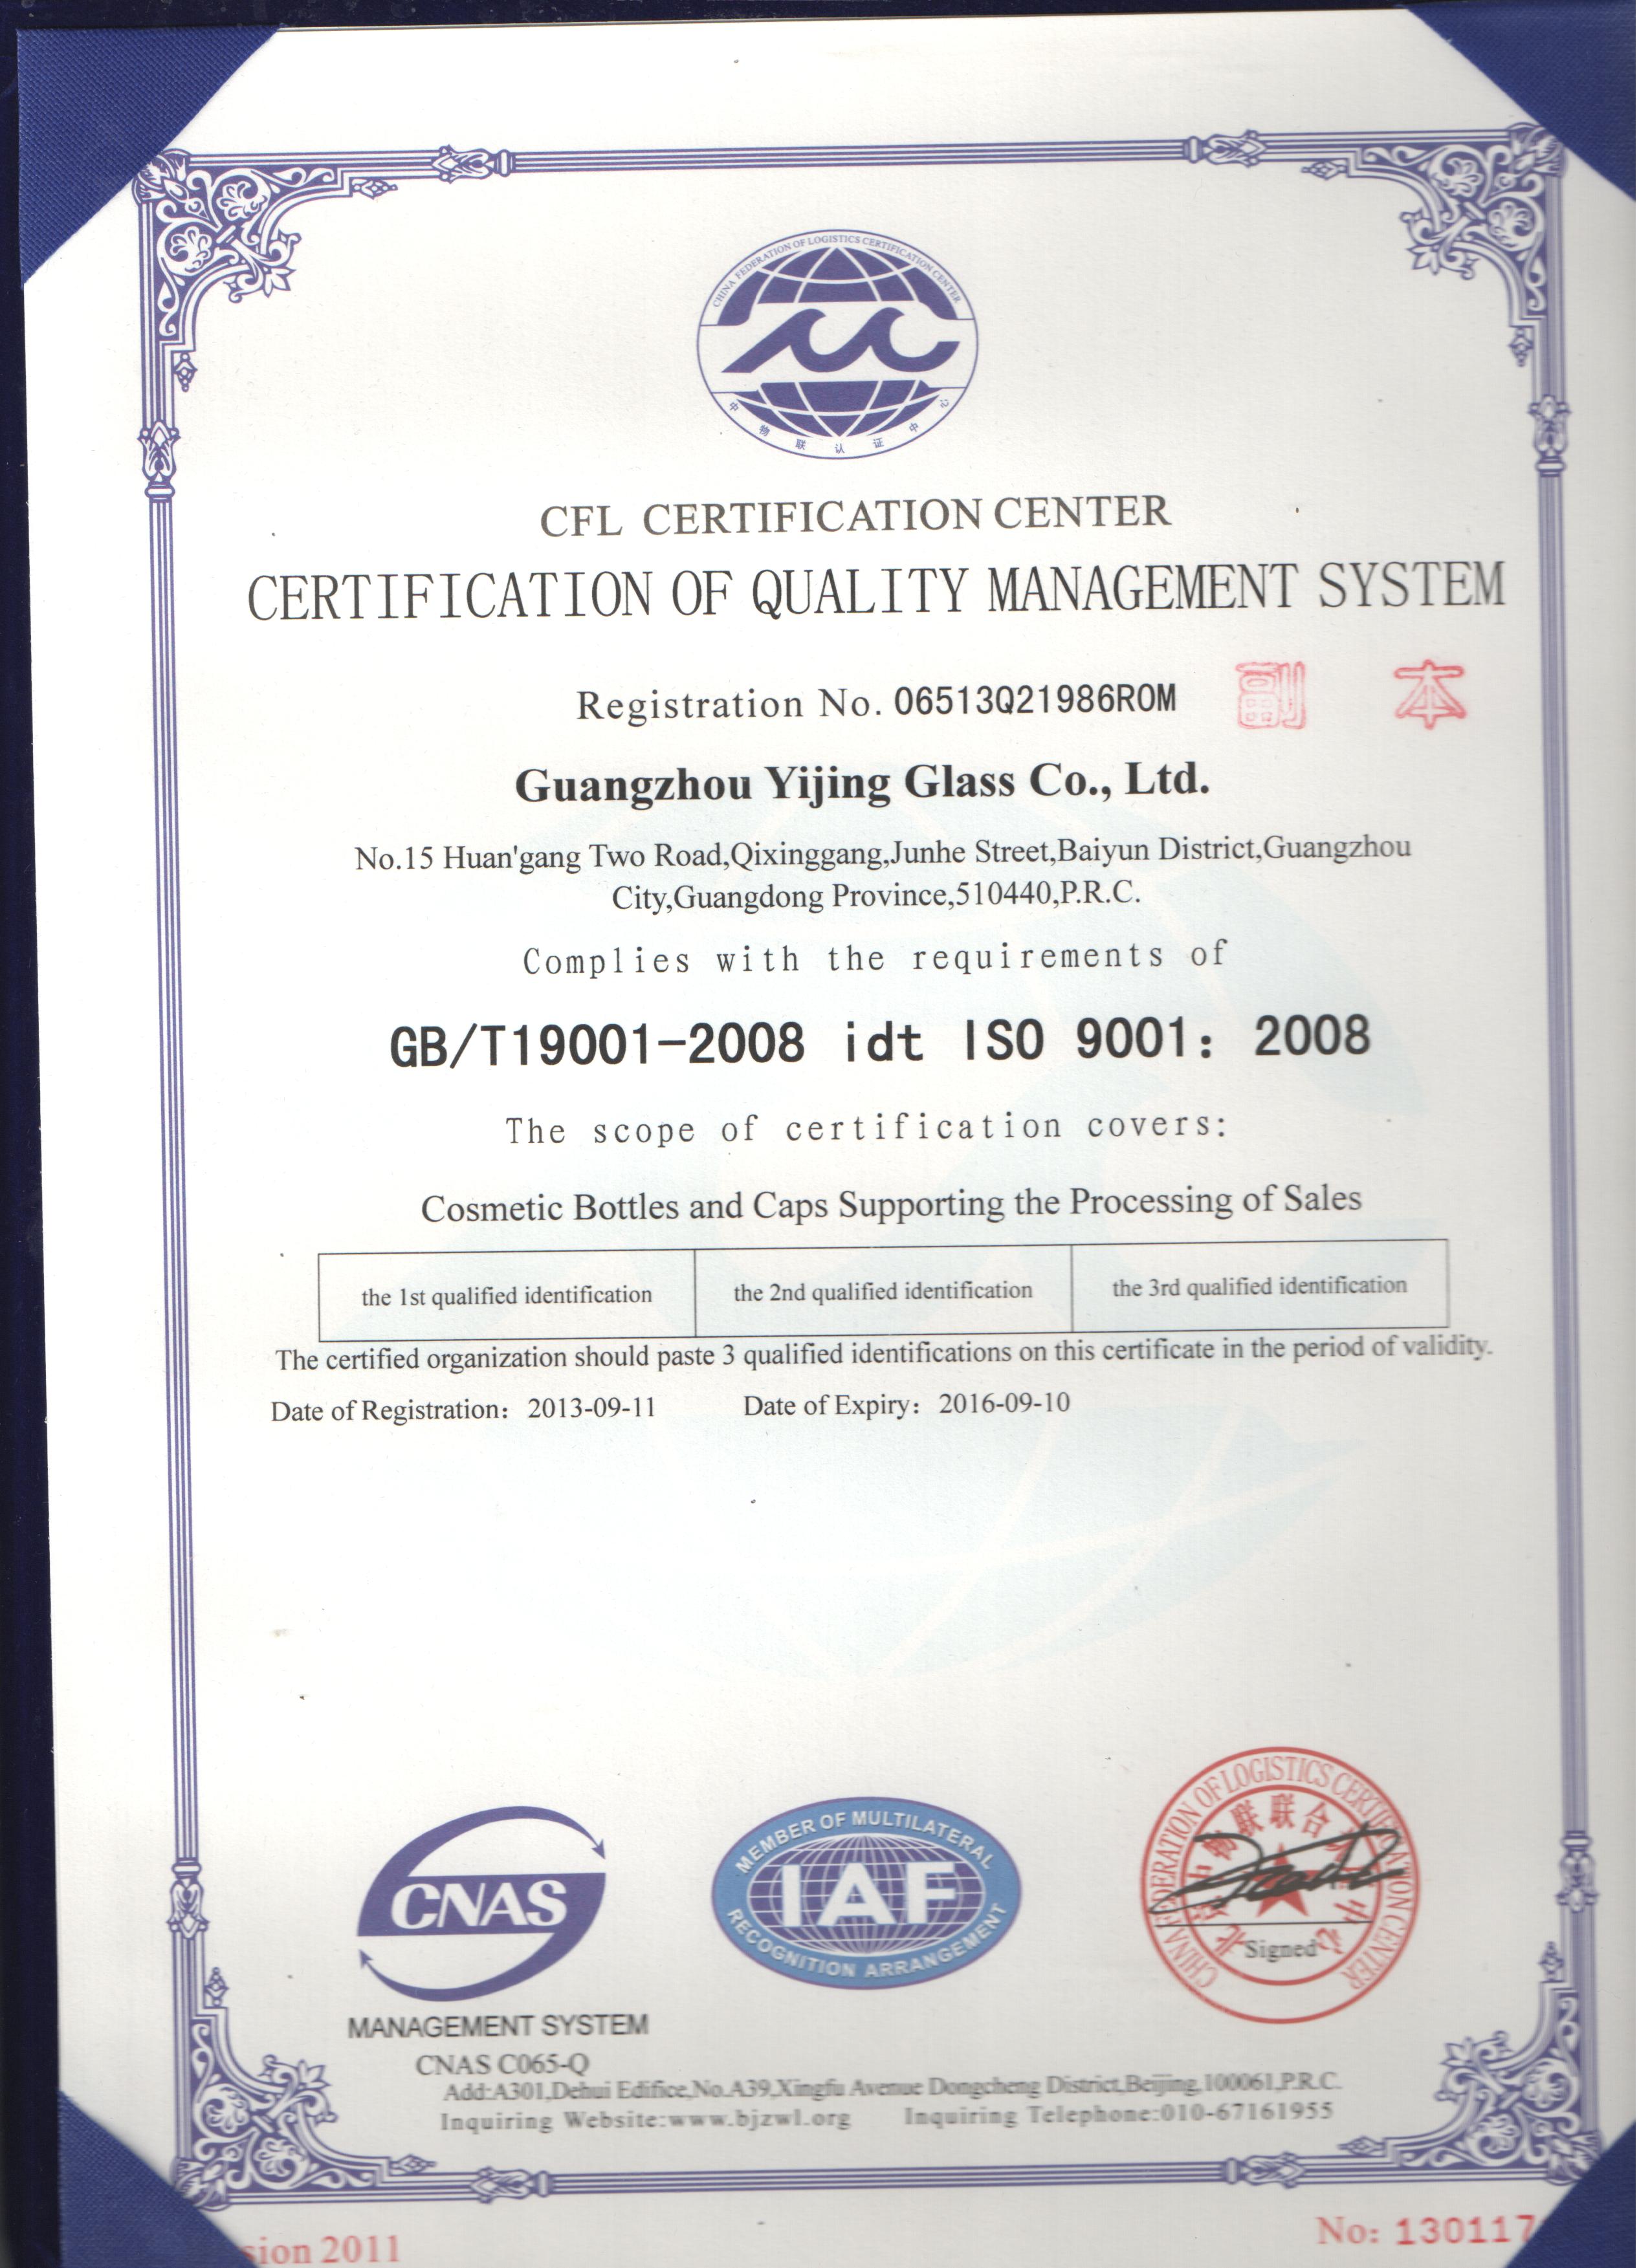 CHINA FEDERATION OF LOGISTICS CERTIFICATION CENTER
中物联认证中心
CFL CERTIFICATION CENTER
CERTIFICATION OF QUALITY MANAGEMENT SYSTEM
Registration No. 06513Q21986R0M
副 本
Guangzhou Yijing Glass Co., Ltd.
No.15 Huan'gang Two Road,Qixinggang,Junhe Street,Baiyun District,Guangzhou
City,Guangdong Province,510440,P.R.C.
Complies with the requirements of
GB/T19001-2008 idt ISO 9001：2008
The scope of certification covers:
Cosmetic Bottles and Caps Supporting the Processing of Sales
the 1st qualified identification
the 2nd qualified identification
the 3rd qualified identification
The certified organization should paste 3 qualified identifications on this certificate in the period of validity.
Date of Registration：2013-09-11 Date of Expiry：2016-09-10
CNAS
MANAGEMENT SYSTEM
CNAS C065-Q
MEMBER OF MULTILATERAL
IAF
RECOGNITION ARRANGEMENT
CHINA FEDERATION OF LOGISTICS CERTIFICATION CENTER
物联联合
中心
Signed
Add:A301,Dehui Edifice,No.A39,Xingfu Avenue Dongcheng District,Beijing,100061,P.R.C.
Inquiring Website:www.bjzwl.org Inquiring Telephone:010-67161955
sion 2011
No: 130117